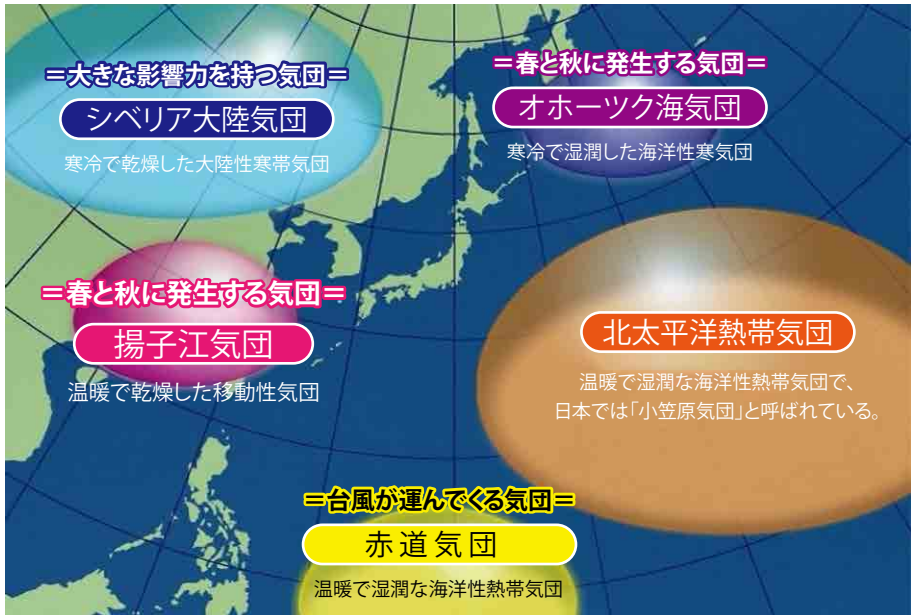 ＝大きな影響力を持つ気団＝
シベリア大陸気団
寒冷で乾燥した大陸性寒帯気団
＝春と秋に発生する気団＝
オホーツク海気団
寒冷で湿潤した海洋性寒気団
＝春と秋に発生する気団＝
揚子江気団
温暖で乾燥した移動性気団
北太平洋熱帯気団
温暖で湿潤な海洋性熱帯気団で、
日本では「小笠原気団」と呼ばれている。
＝台風が運んでくる気団＝
赤道気団
温暖で湿潤な海洋性熱帯気団